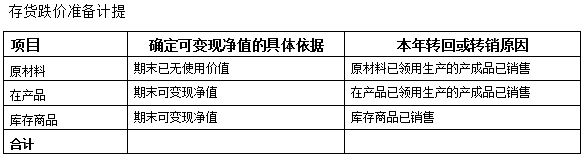 存货跌价准备计提
项目 确定可变现净值的具体依据 本年转回或转销原因
原材料 期末已无使用价值 原材料已领用生产的产成品已销售
在产品 期末可变现净值 在产品已领用生产的产成品已销售
库存商品 期末可变现净值 库存商品已销售
合计